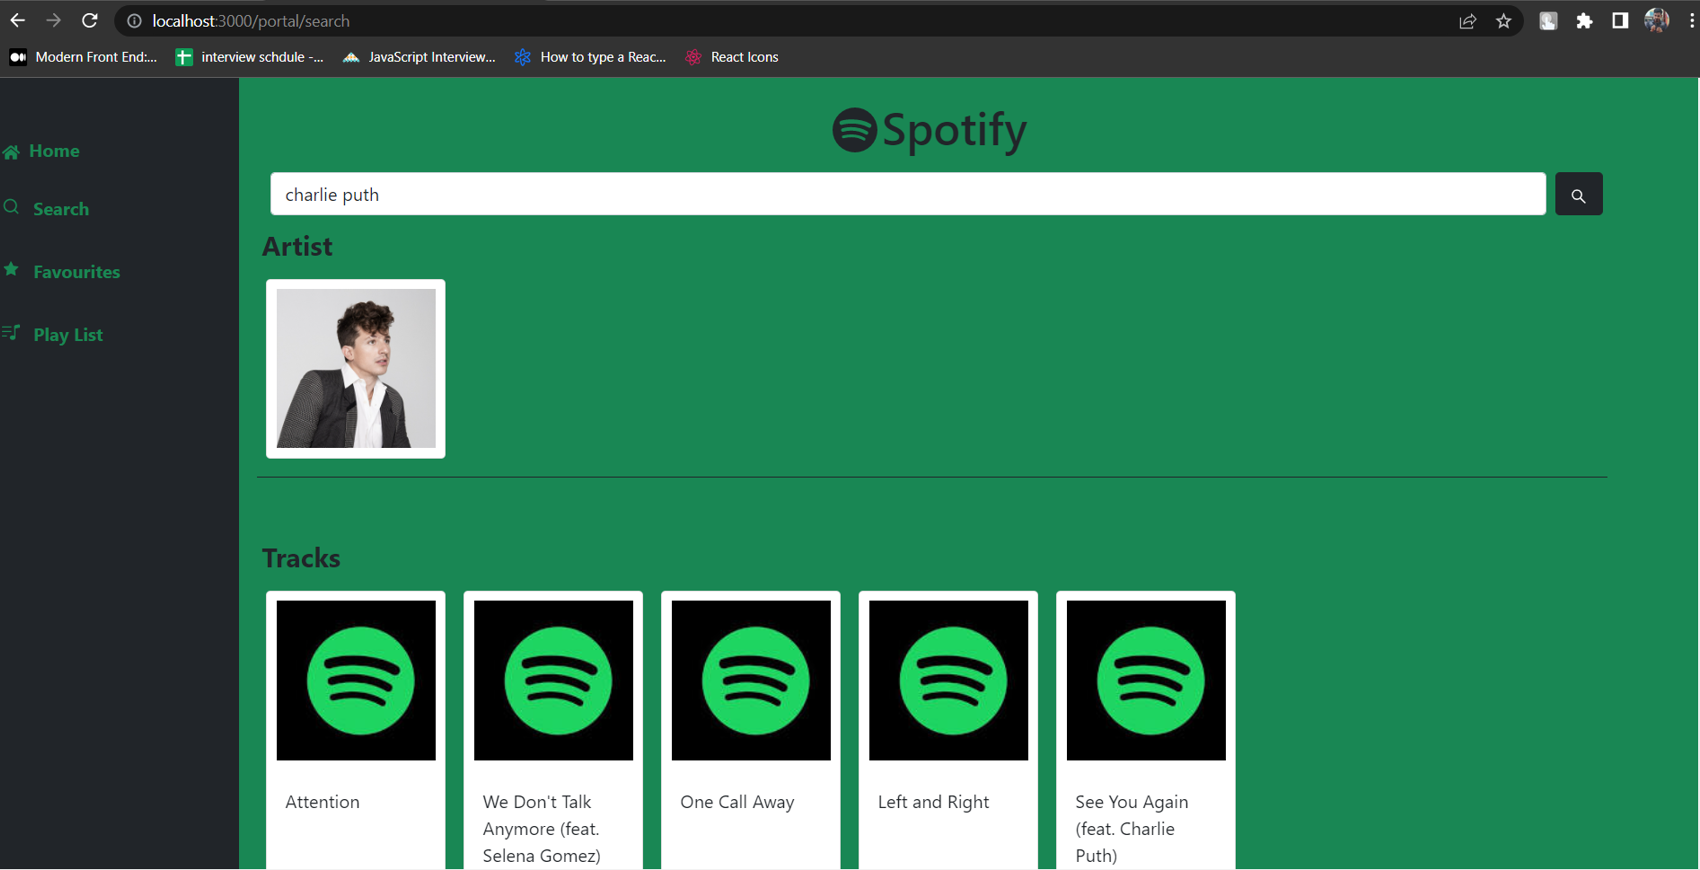 localhost:3000/portal/search
Modern Front End:... interview schdule -... JavaScript Interview... How to type a Reac... React Icons
Home
Search
Favourites
Play List
Spotify
charlie puth
Artist
Tracks
Attention
We Don't Talk
Anymore (feat.
Selena Gomez)
One Call Away
Left and Right
See You Again
(feat. Charlie
Puth)